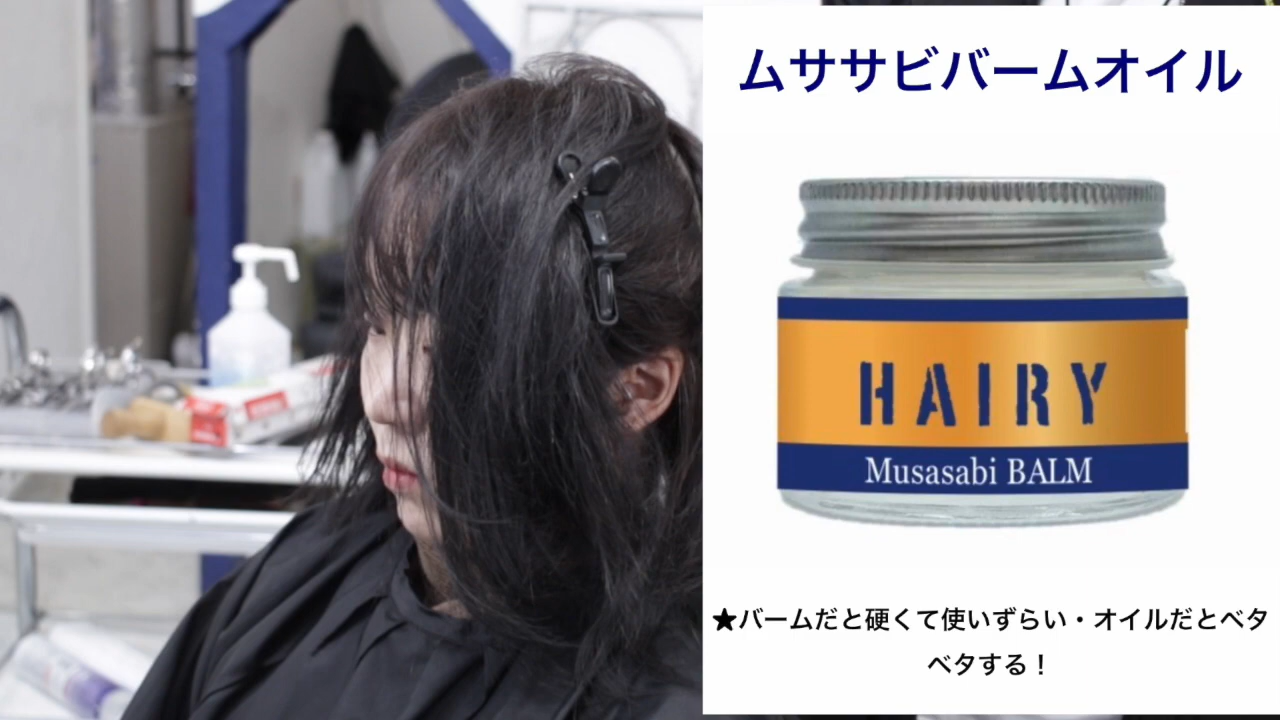 ムササビバームオイル
HAIRY
Musasabi BALM
★バームだと硬くて使いずらい・オイルだとベタ
ベタする！